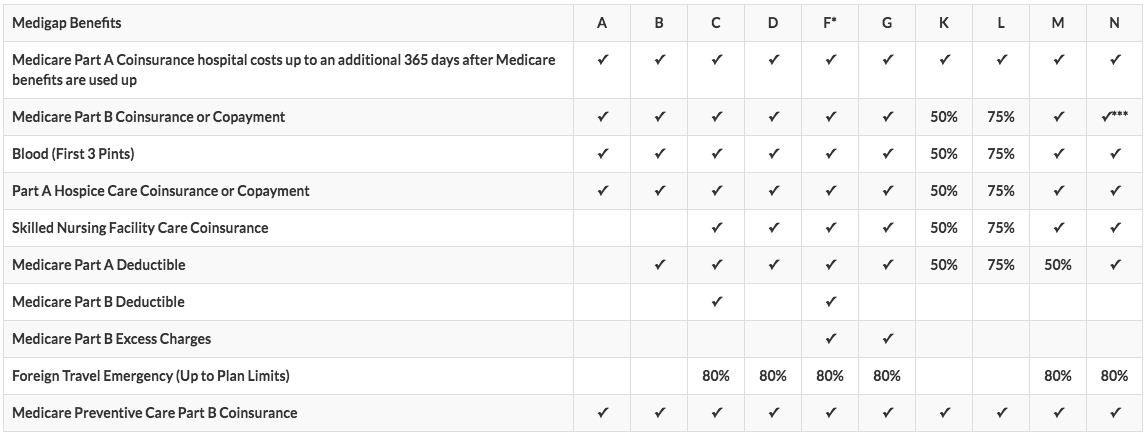 Medigap Benefits A B C D F* G K L M N
Medicare Part A Coinsurance hospital costs up to an additional 365 days after Medicare ✓ ✓ ✓ ✓ ✓ ✓ ✓ ✓ ✓ ✓
benefits are used up
Medicare Part B Coinsurance or Copayment ✓ ✓ ✓ ✓ ✓ ✓ 50% 75% ✓ ✓***
Blood (First 3 Pints) ✓ ✓ ✓ ✓ ✓ ✓ 50% 75% ✓ ✓
Part A Hospice Care Coinsurance or Copayment ✓ ✓ ✓ ✓ ✓ ✓ 50% 75% ✓ ✓
Skilled Nursing Facility Care Coinsurance ✓ ✓ ✓ ✓ 50% 75% ✓ ✓
Medicare Part A Deductible ✓ ✓ ✓ ✓ ✓ 50% 75% 50% ✓
Medicare Part B Deductible ✓ ✓
Medicare Part B Excess Charges ✓ ✓
Foreign Travel Emergency (Up to Plan Limits) 80% 80% 80% 80% 80% 80%
Medicare Preventive Care Part B Coinsurance ✓ ✓ ✓ ✓ ✓ ✓ ✓ ✓ ✓ ✓